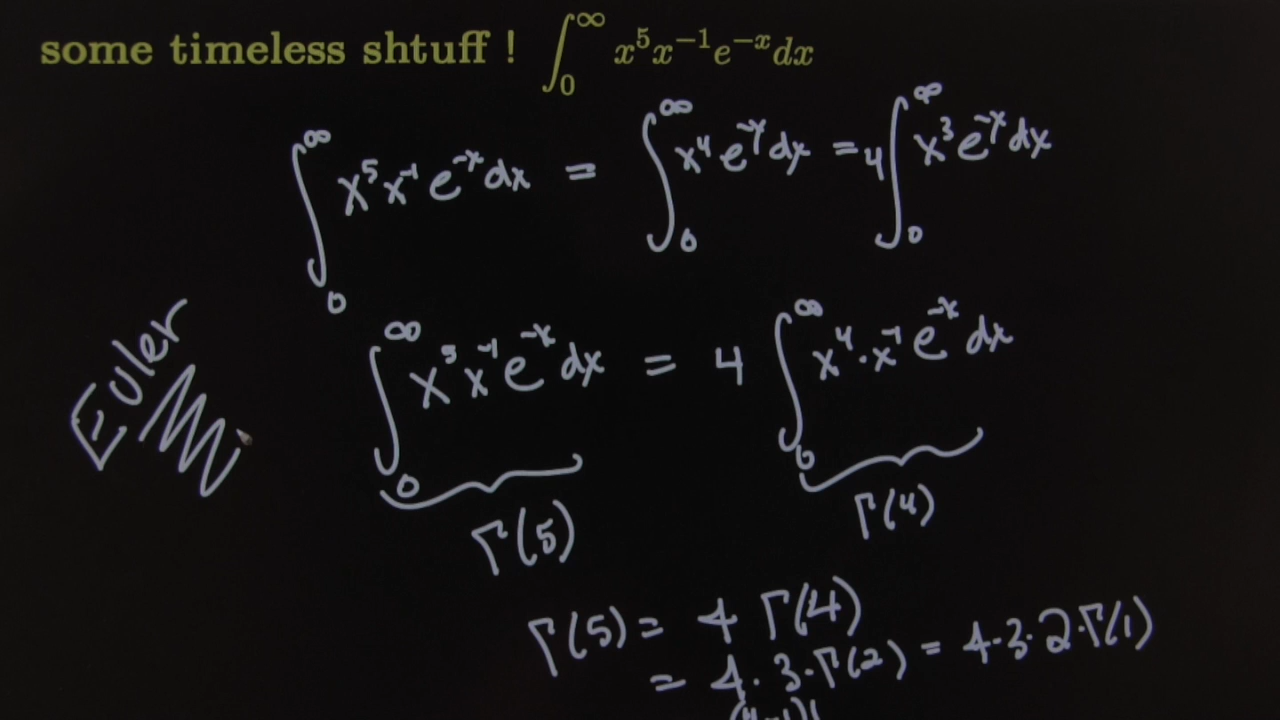 some timeless shtuff ! ∫₀^∞ x⁵x⁻¹e⁻ˣdx
∫₀^∞ x⁵x⁻¹e⁻ˣdx = ∫₀^∞ x⁴e⁻ˣdx = 4∫₀^∞ x³e⁻ˣdx
Euler
∫₀^∞ x⁵x⁻¹e⁻ˣdx = 4 ∫₀^∞ x⁴·x⁻¹e⁻ˣdx
Γ(5) Γ(4)
Γ(5) = 4 Γ(4)
= 4·3·Γ(2) = 4·3·2·Γ(1)